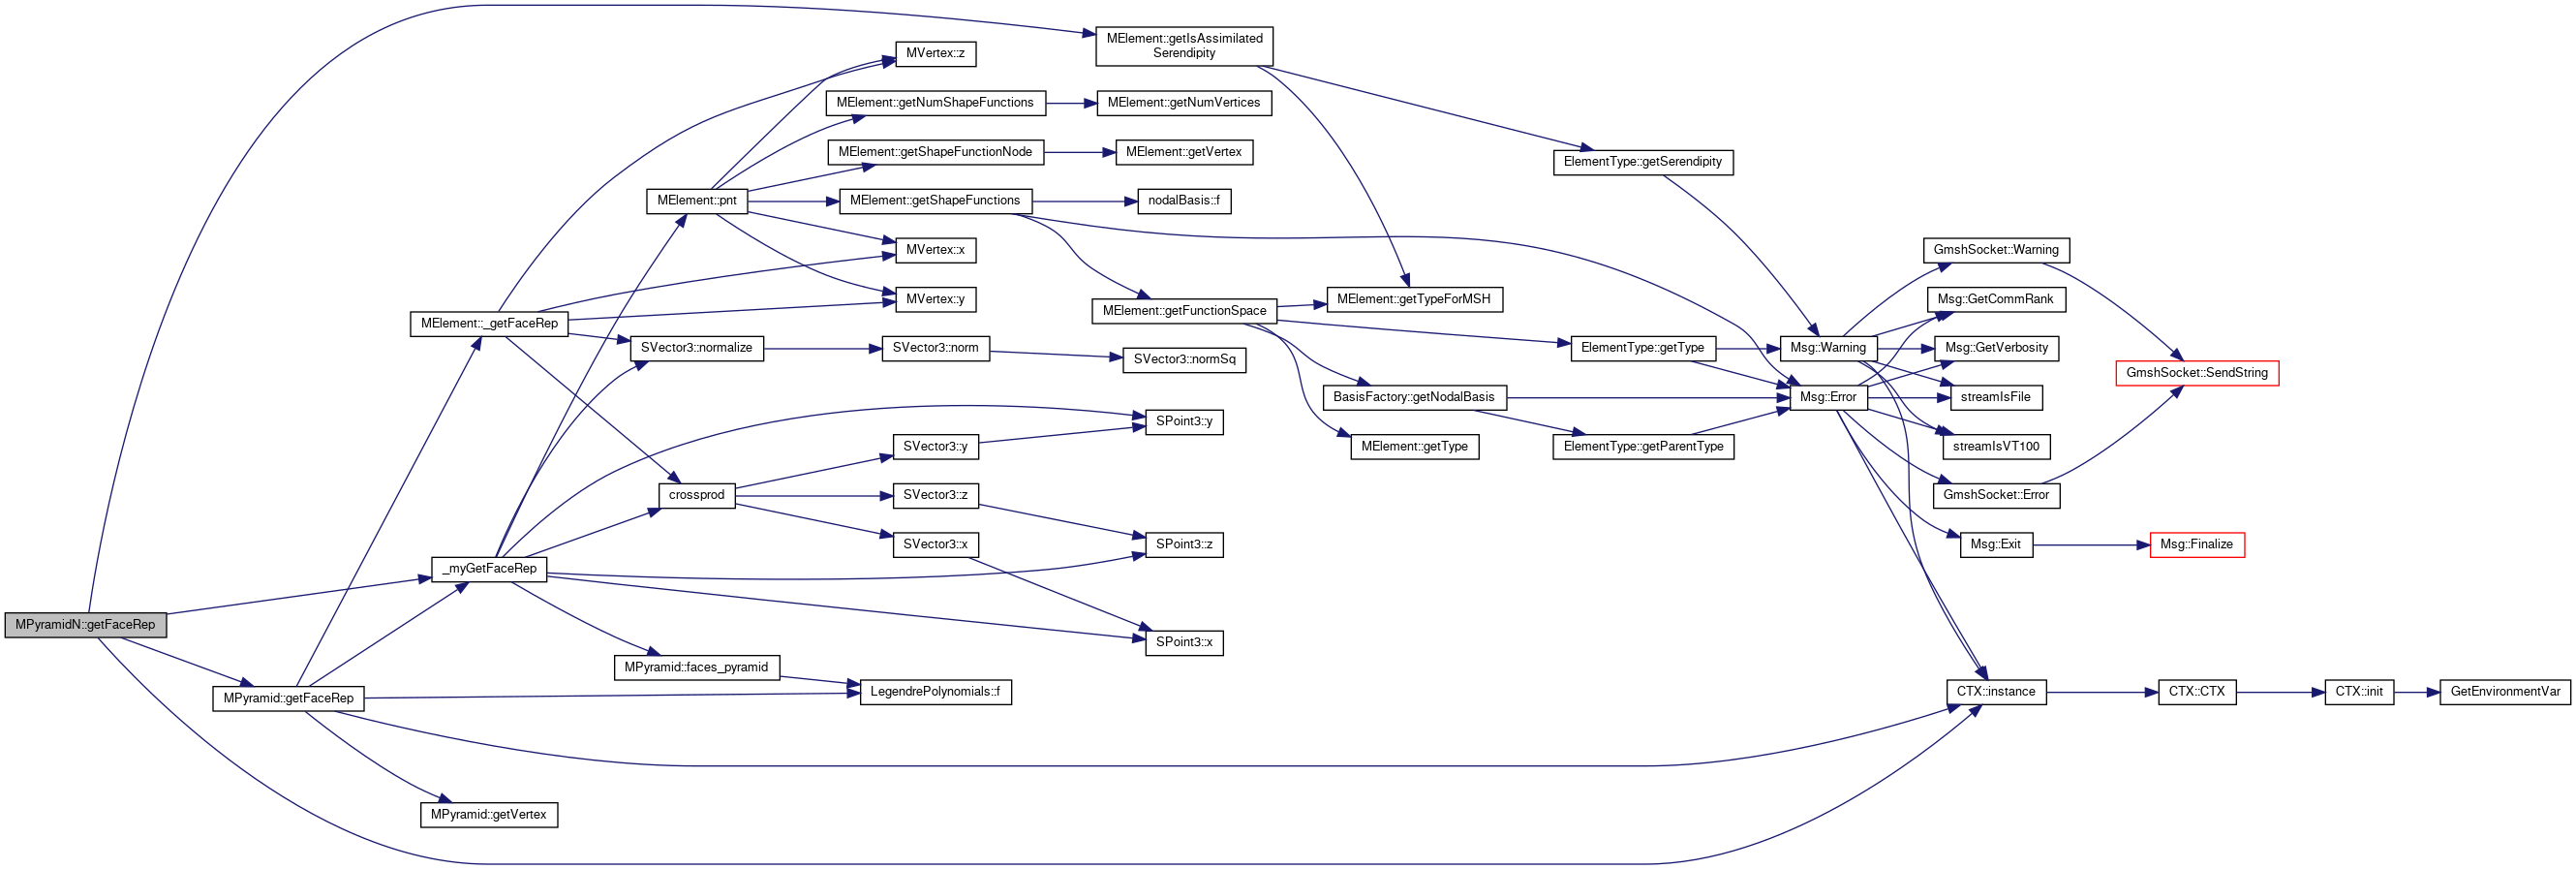 MPyramidN::getFaceRep
MElement::getIsAssimilated
Serendipity
MVertex::z
MElement::getNumShapeFunctions
MElement::getNumVertices
MElement::getShapeFunctionNode
MElement::getVertex
ElementType::getSerendipity
MElement::pnt
MElement::getShapeFunctions
nodalBasis::f
MVertex::x
GmshSocket::Warning
MVertex::y
MElement::getTypeForMSH
Msg::GetCommRank
MElement::getFunctionSpace
MElement::_getFaceRep
SVector3::normalize
SVector3::norm
SVector3::normSq
ElementType::getType
Msg::Warning
Msg::GetVerbosity
GmshSocket::SendString
BasisFactory::getNodalBasis
Msg::Error
streamIsFile
SPoint3::y
SVector3::y
MElement::getType
ElementType::getParentType
streamIsVT100
crossprod
SVector3::z
GmshSocket::Error
SVector3::x
SPoint3::z
Msg::Exit
Msg::Finalize
_myGetFaceRep
SPoint3::x
MPyramid::faces_pyramid
MPyramid::getFaceRep
LegendrePolynomials::f
CTX::instance
CTX::CTX
CTX::init
GetEnvironmentVar
MPyramid::getVertex